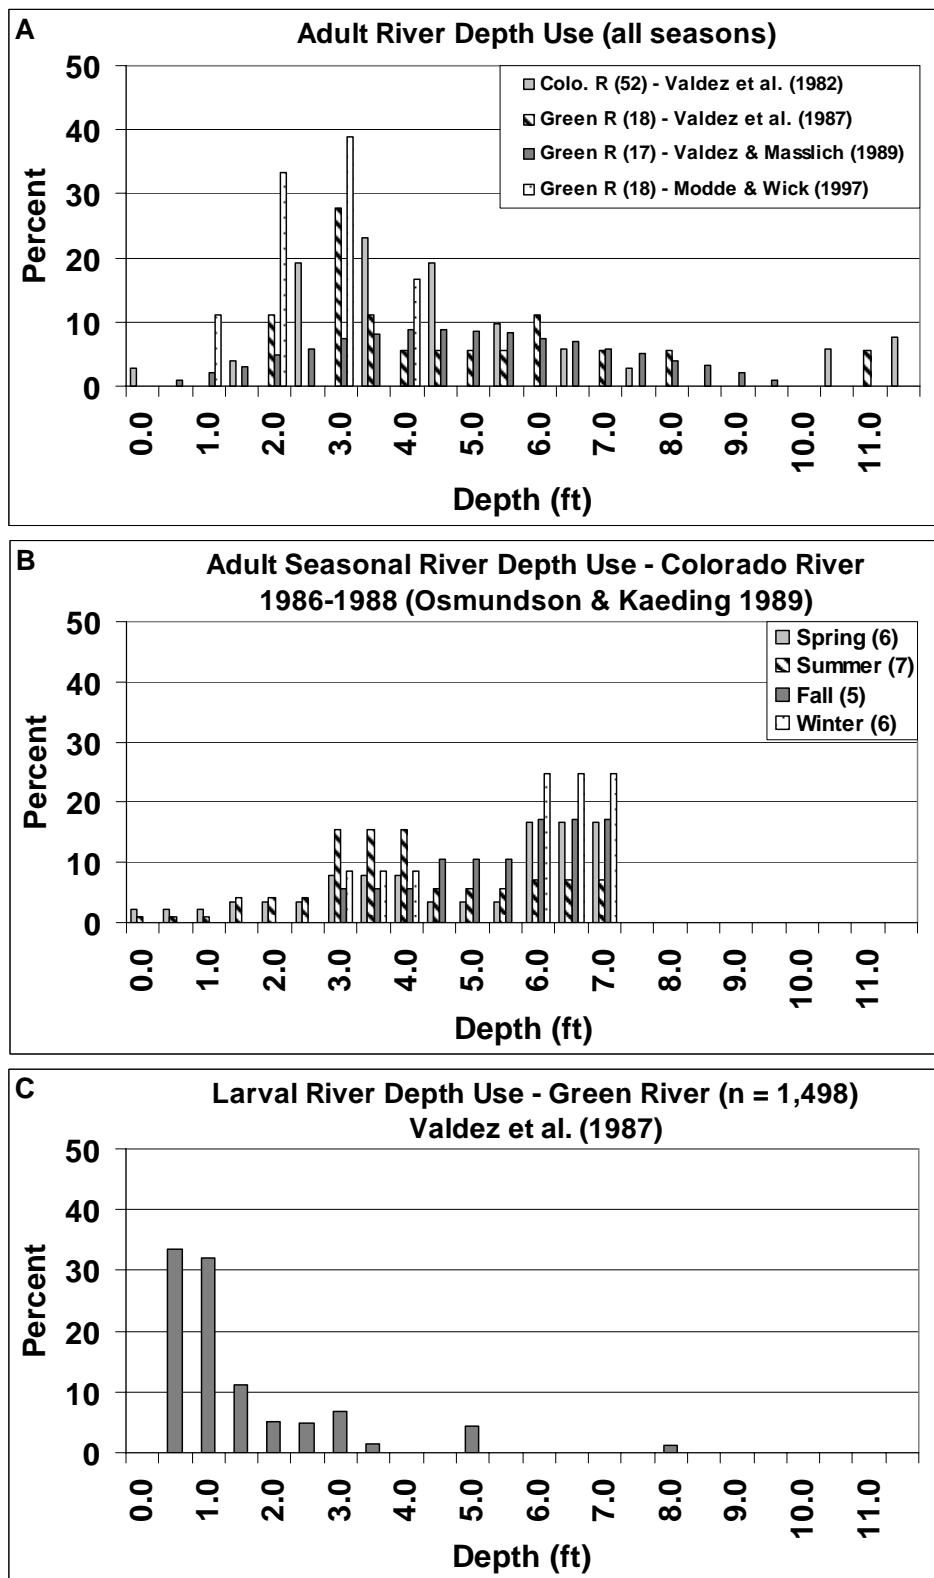 A
Adult River Depth Use (all seasons)
50
40
30
20
10
0
Percent
Colo. R (52) - Valdez et al. (1982)
Green R (18) - Valdez et al. (1987)
Green R (17) - Valdez & Masslich (1989)
Green R (18) - Modde & Wick (1997)
0.0 1.0 2.0 3.0 4.0 5.0 6.0 7.0 8.0 9.0 10.0 11.0
Depth (ft)
B
Adult Seasonal River Depth Use - Colorado River
1986-1988 (Osmundson & Kaeding 1989)
50
40
30
20
10
0
Percent
Spring (6)
Summer (7)
Fall (5)
Winter (6)
0.0 1.0 2.0 3.0 4.0 5.0 6.0 7.0 8.0 9.0 10.0 11.0
Depth (ft)
C
Larval River Depth Use - Green River (n = 1,498)
Valdez et al. (1987)
50
40
30
20
10
0
Percent
0.0 1.0 2.0 3.0 4.0 5.0 6.0 7.0 8.0 9.0 10.0 11.0
Depth (ft)